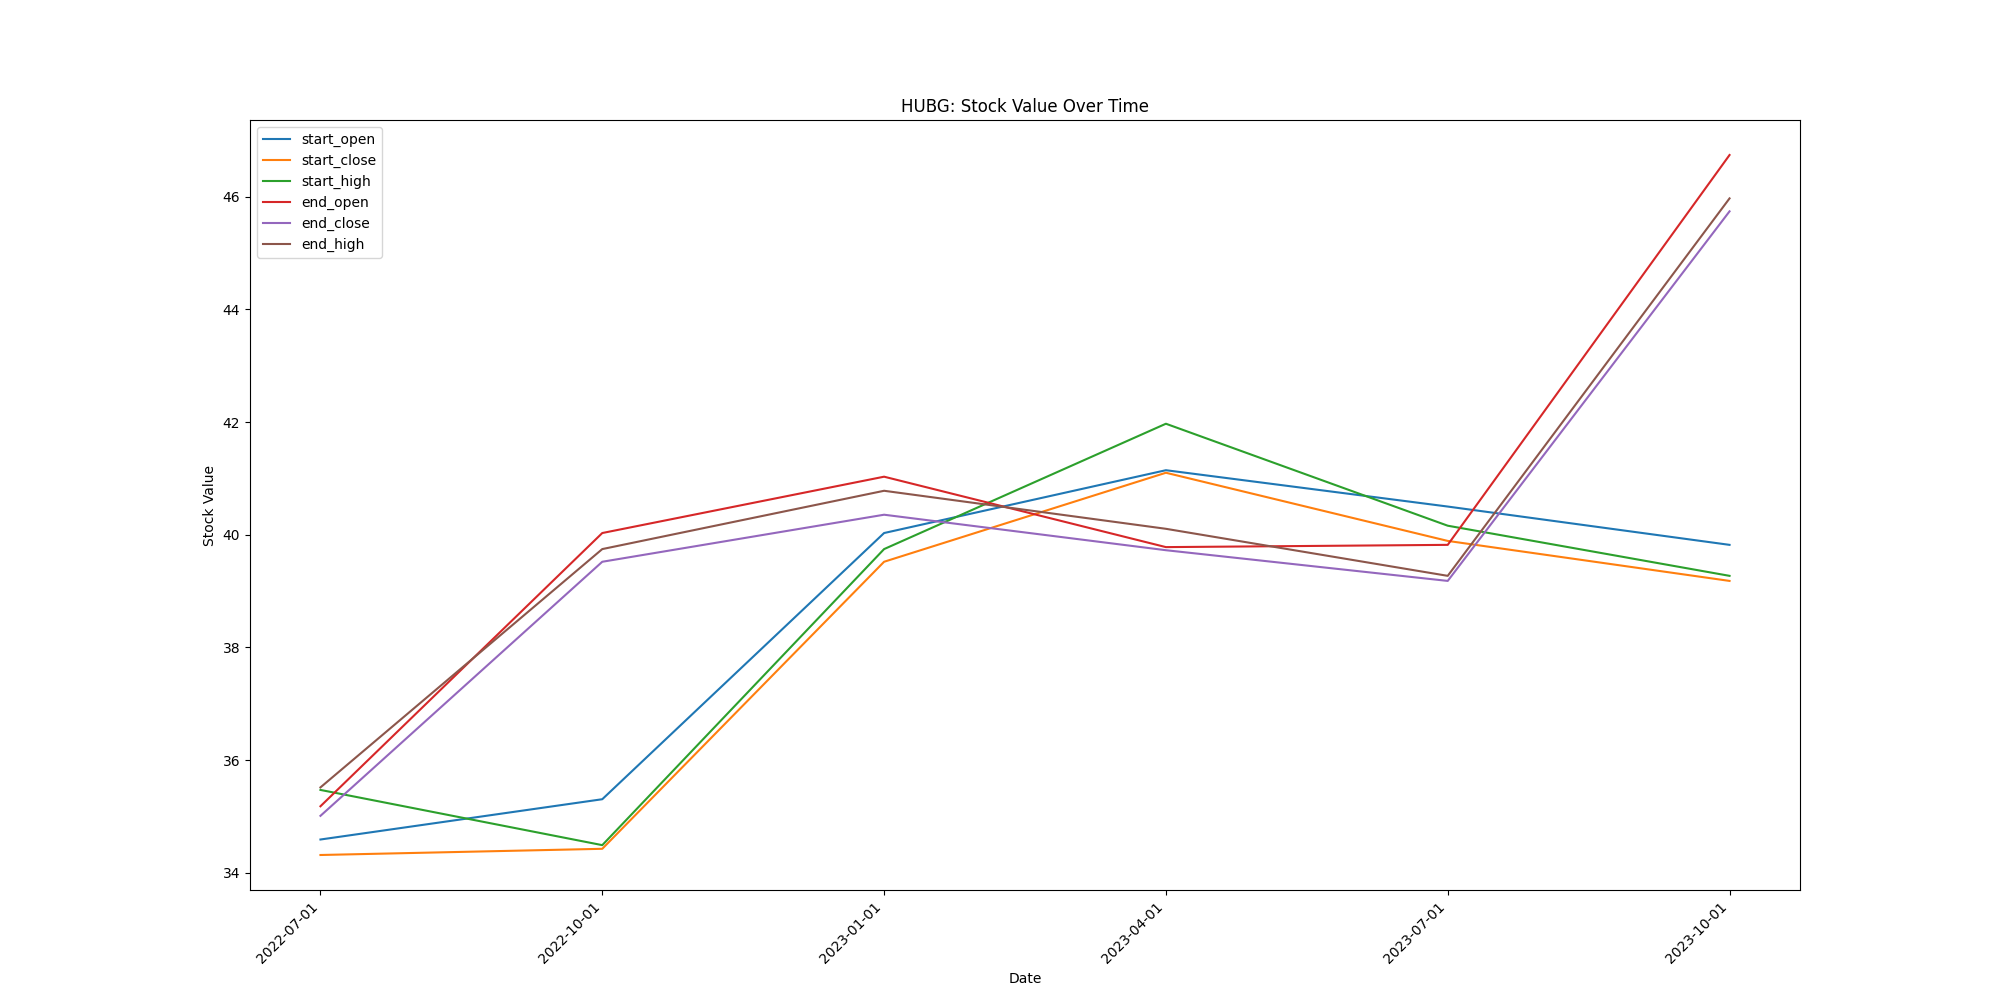 HUBG: Stock Value Over Time
start_open
start_close
start_high
end_open
end_close
end_high
Stock Value
46
44
42
40
38
36
34
2022-07-01
2022-10-01
2023-01-01
2023-04-01
2023-07-01
2023-10-01
Date